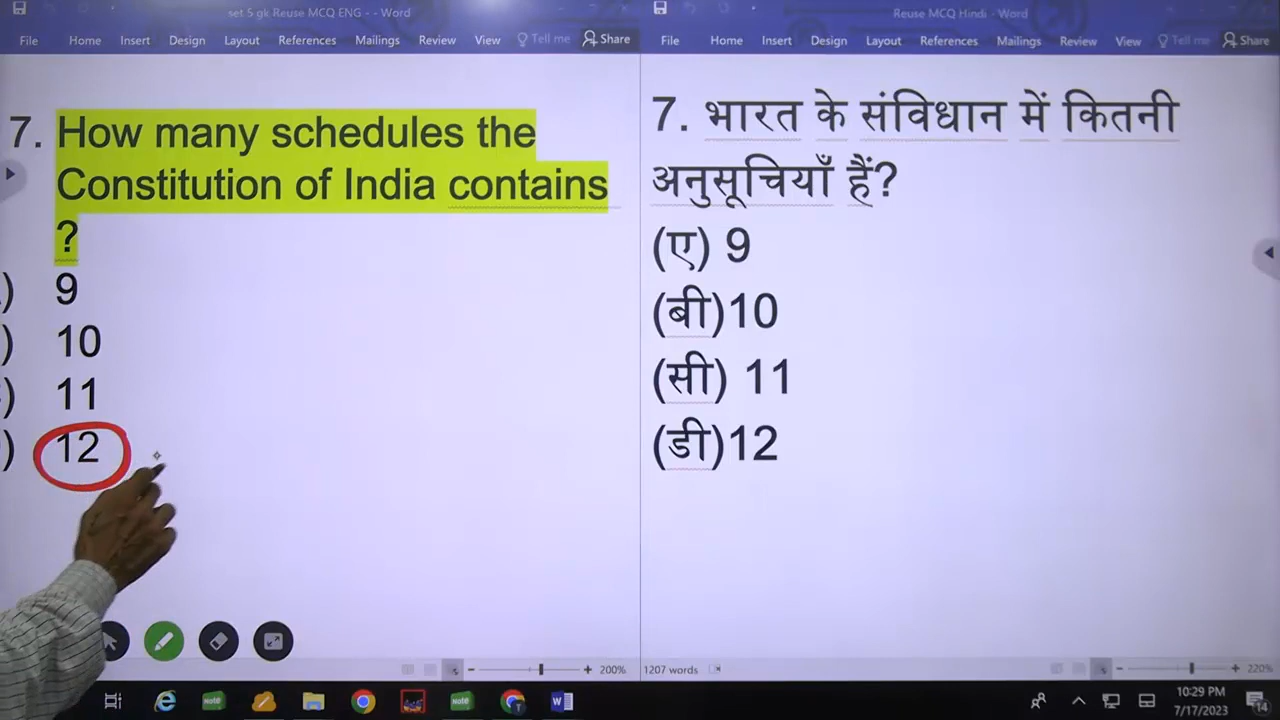 set 5 gk Reuse MCQ ENG - - Word
File Home Insert Design Layout References Mailings Review View Tell me Share
7. How many schedules the
Constitution of India contains
?
) 9
) 10
) 11
) 12
200%
Reuse MCQ Hindi - Word
File Home Insert Design Layout References Mailings Review View Tell me Share
7. भारत के संविधान में कितनी
अनुसूचियाँ हैं?
(ए) 9
(बी)10
(सी) 11
(डी)12
1207 words 220%
Note Note
10:29 PM
7/17/2023
14